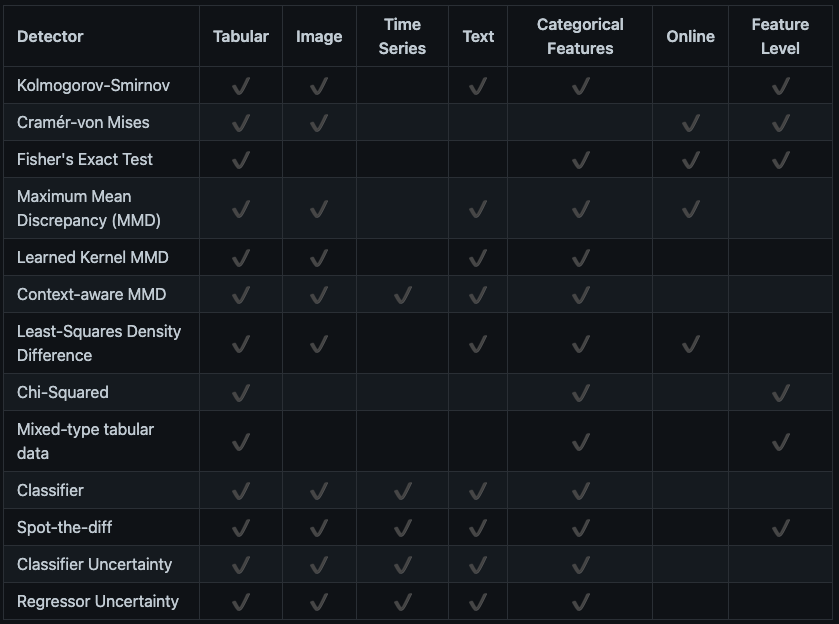 Detector Tabular Image Time Series Text Categorical Features Online Feature Level
Kolmogorov-Smirnov ✔ ✔ ✔ ✔ ✔
Cramér-von Mises ✔ ✔ ✔ ✔
Fisher's Exact Test ✔ ✔ ✔ ✔
Maximum Mean
Discrepancy (MMD) ✔ ✔ ✔ ✔ ✔
Learned Kernel MMD ✔ ✔ ✔ ✔
Context-aware MMD ✔ ✔ ✔ ✔ ✔
Least-Squares Density
Difference ✔ ✔ ✔ ✔ ✔
Chi-Squared ✔ ✔ ✔
Mixed-type tabular
data ✔ ✔ ✔
Classifier ✔ ✔ ✔ ✔ ✔
Spot-the-diff ✔ ✔ ✔ ✔ ✔ ✔
Classifier Uncertainty ✔ ✔ ✔ ✔ ✔
Regressor Uncertainty ✔ ✔ ✔ ✔ ✔